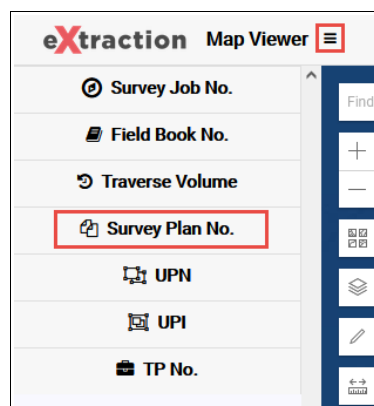 eXtraction Map Viewer
Survey Job No.
Find
Field Book No.
Traverse Volume
Survey Plan No.
UPN
UPI
TP No.